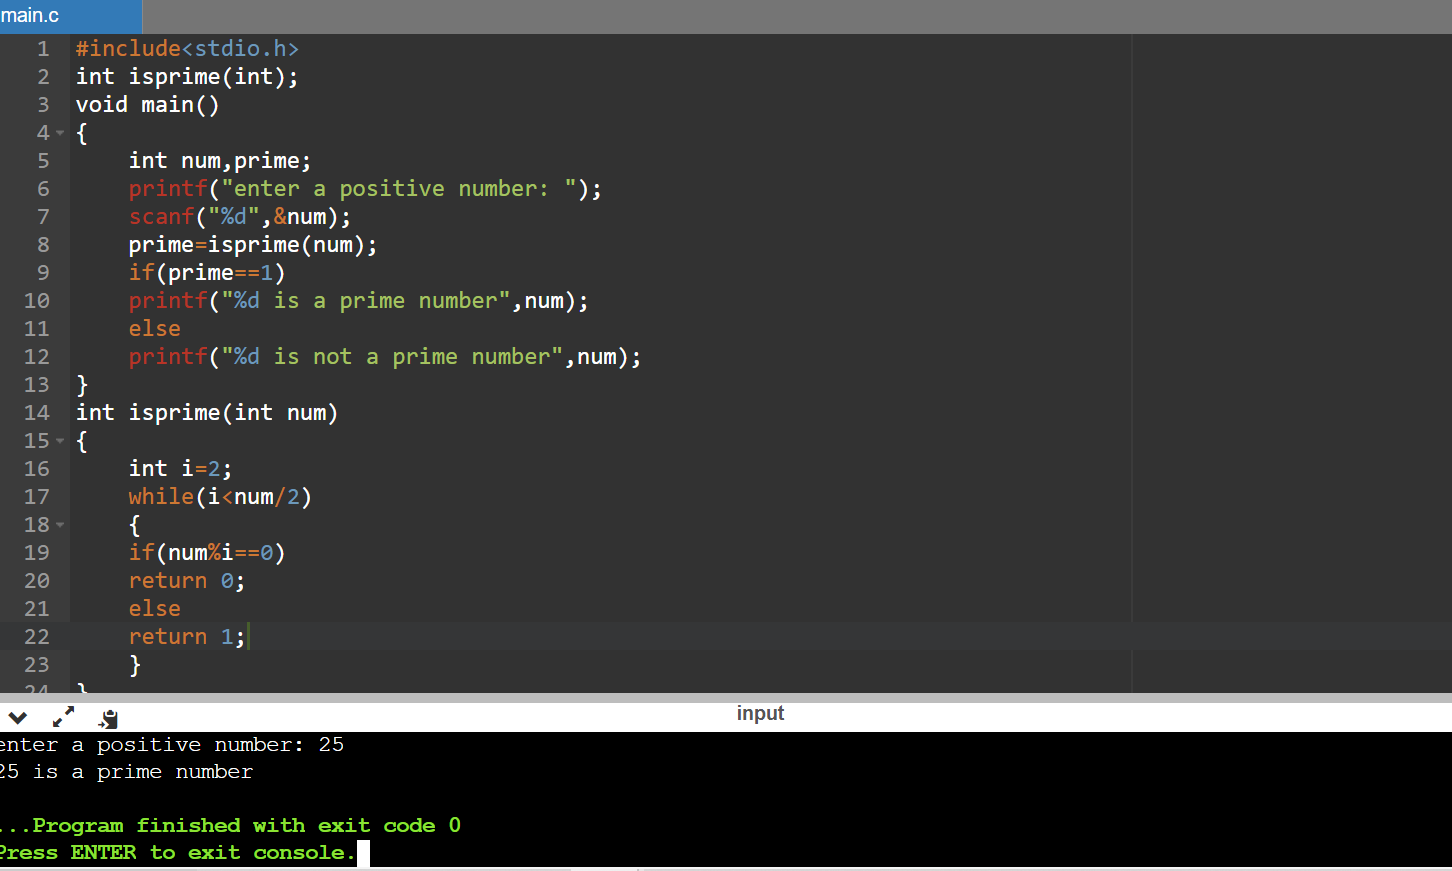 main.c
1 #include<stdio.h>
2 int isprime(int);
3 void main()
4 {
5 int num,prime;
6 printf("enter a positive number: ");
7 scanf("%d",&num);
8 prime=isprime(num);
9 if(prime==1)
10 printf("%d is a prime number",num);
11 else
12 printf("%d is not a prime number",num);
13 }
14 int isprime(int num)
15 {
16 int i=2;
17 while(i<num/2)
18 {
19 if(num%i==0)
20 return 0;
21 else
22 return 1;
23 }
24 }
input
enter a positive number: 25
25 is a prime number
...Program finished with exit code 0
Press ENTER to exit console.